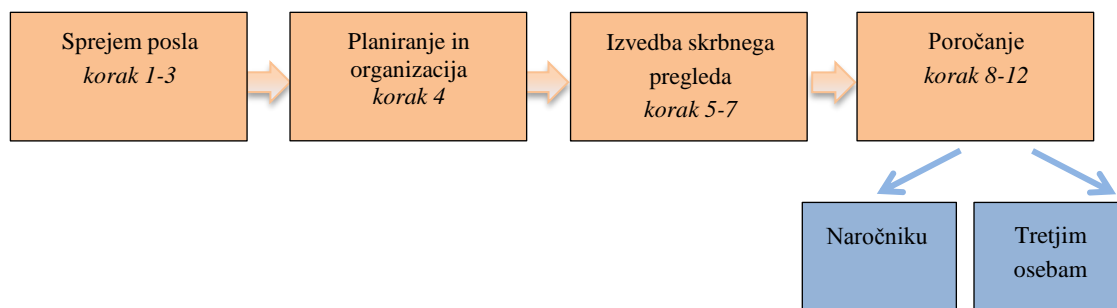 Sprejem posla
korak 1-3
Planiranje in
organizacija
korak 4
Izvedba skrbnega
pregleda
korak 5-7
Poročanje
korak 8-12
Naročniku
Tretjim
osebam